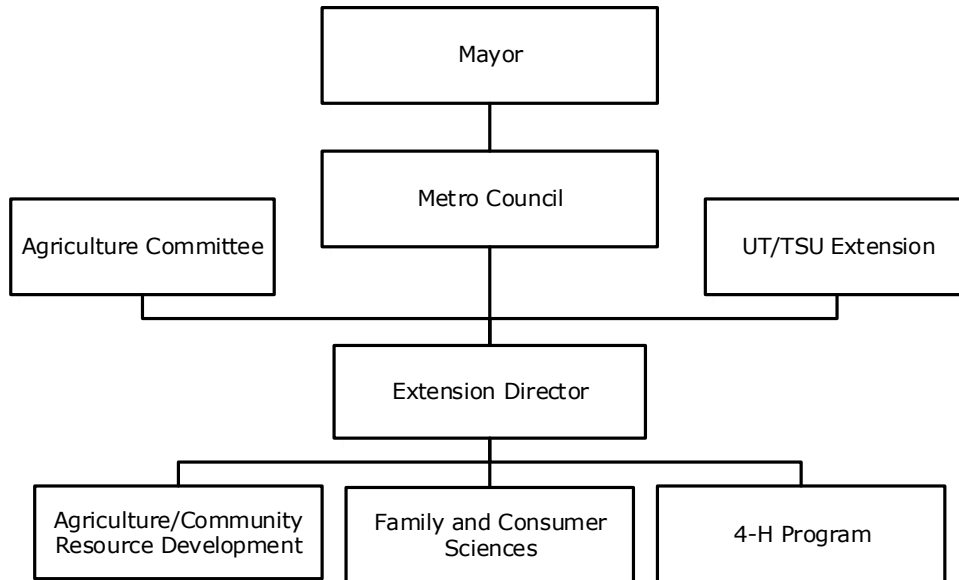 Mayor
Metro Council
Agriculture Committee
UT/TSU Extension
Extension Director
Agriculture/Community
Resource Development
Family and Consumer
Sciences
4-H Program